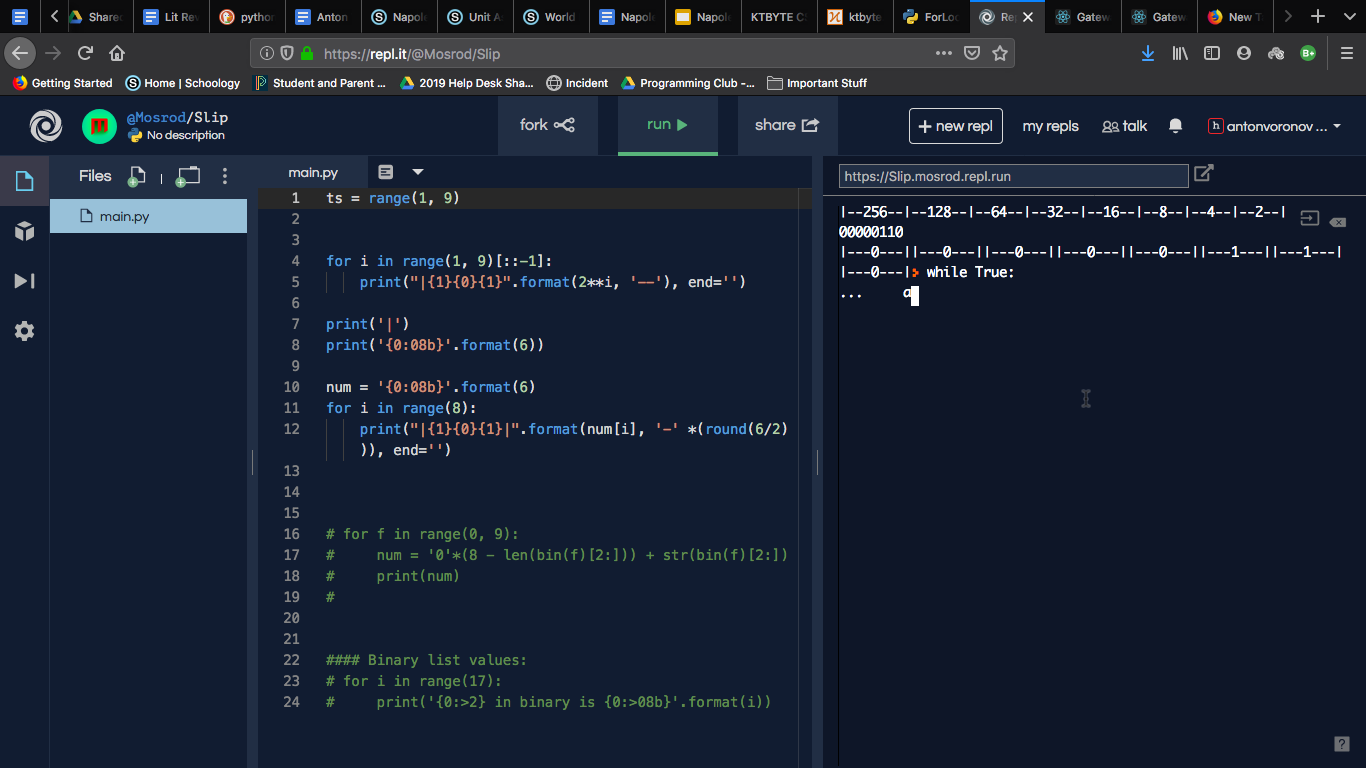 Shared
Lit Rev
python
Anton
Napole
Unit A
World
Napole
Napole
KTBYTE C
ktbyte
ForLoo
Re
Gatew
Gatew
New T
https://repl.it/@Mosrod/Slip
Getting Started
Home | Schoology
Student and Parent ...
2019 Help Desk Sha...
Incident
Programming Club -...
Important Stuff
@Mosrod/Slip
No description
fork
run
share
+ new repl
my repls
talk
h antonvoronov ...
Files
main.py
main.py
1 ts = range(1, 9)
2
3
4 for i in range(1, 9)[::-1]:
5     print("|{1}{0}{1}".format(2**i, '--'), end='')
6
7 print('|')
8 print('{0:08b}'.format(6))
9
10 num = '{0:08b}'.format(6)
11 for i in range(8):
12     print("|{1}{0}{1}|".format(num[i], '-' *(round(6/2)
    )), end='')
13
14
15
16 # for f in range(0, 9):
17 #     num = '0'*(8 - len(bin(f)[2:])) + str(bin(f)[2:])
18 #     print(num)
19 #
20
21
22 #### Binary list values:
23 # for i in range(17):
24 #     print('{0:>2} in binary is {0:>08b}'.format(i))
https://Slip.mosrod.repl.run
|--256--|--128--|--64--|--32--|--16--|--8--|--4--|--2--|
00000110
|---0---||---0---||---0---||---0---||---0---||---1---||---1---|
|---0---| while True:
...     a
?